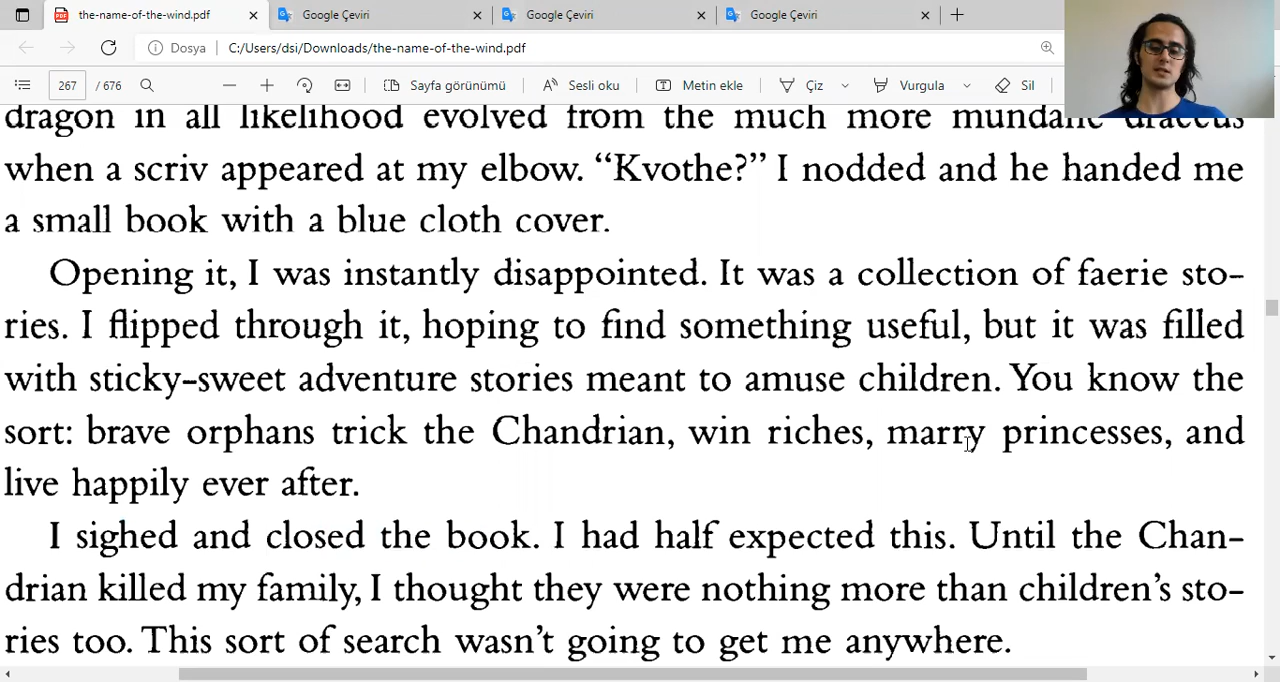 the-name-of-the-wind.pdf
Google Çeviri
Google Çeviri
Google Çeviri
Dosya
C:/Users/dsi/Downloads/the-name-of-the-wind.pdf
267 / 676
Sayfa görünümü
Sesli oku
Metin ekle
Çiz
Vurgula
Sil
dragon in all likelihood evolved from the much more mundane draccus
when a scriv appeared at my elbow. “Kvothe?” I nodded and he handed me
a small book with a blue cloth cover.
Opening it, I was instantly disappointed. It was a collection of faerie sto-
ries. I flipped through it, hoping to find something useful, but it was filled
with sticky-sweet adventure stories meant to amuse children. You know the
sort: brave orphans trick the Chandrian, win riches, marry princesses, and
live happily ever after.
I sighed and closed the book. I had half expected this. Until the Chan-
drian killed my family, I thought they were nothing more than children’s sto-
ries too. This sort of search wasn’t going to get me anywhere.